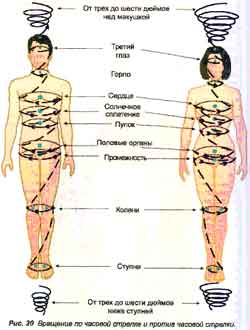 От трех до шести дюймов
над макушкой
Третий
глаз
Горло
Сердце
Солнечное
сплетение
Пупок
Половые органы
Промежность
Колени
Ступни
От трех до шести дюймов
ниже ступней
Рис. 39 Вращение по часовой стрелке и против часовой стрелки.